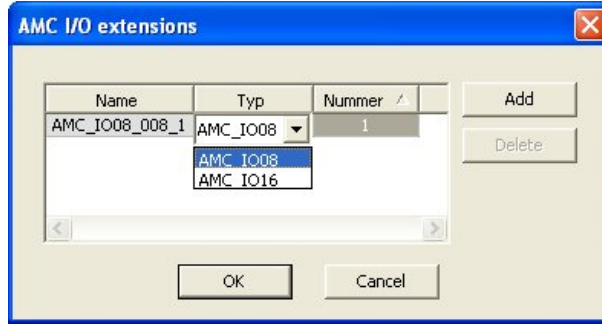 AMC I/O extensions
Name Typ Nummer
AMC_IO08_008_1 AMC_IO08 1
AMC_IO08
AMC_IO16
Add
Delete
OK Cancel